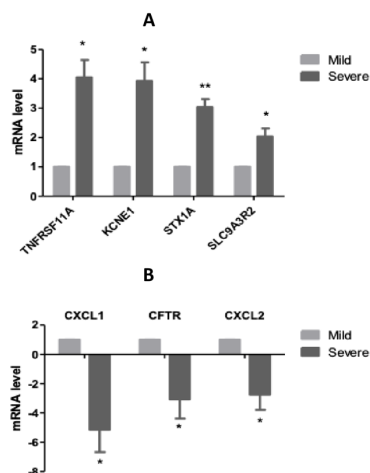 A
5
4
3
2
1
0
mRNA level
*
*
**
*
Mild
Severe
TNFRSF11A
KCNE1
STX1A
SLC9A3R2
B
CXCL1
CFTR
CXCL2
2
0
-2
-4
-6
-8
mRNA level
*
*
*
Mild
Severe